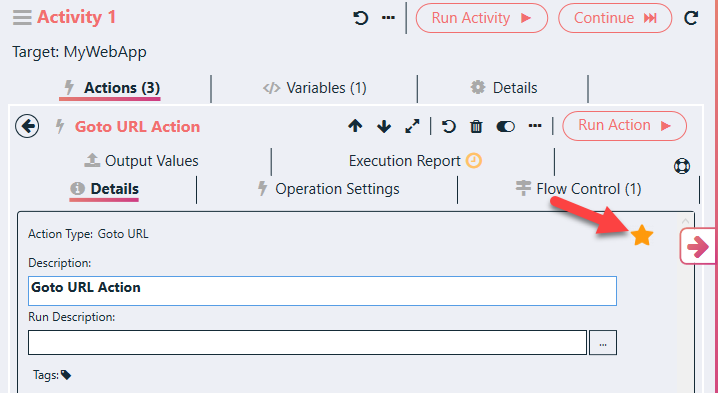 Activity 1 Run Activity Continue
Target: MyWebApp
Actions (3) Variables (1) Details
Goto URL Action Run Action
Output Values Execution Report
Details Operation Settings Flow Control (1)
Action Type: Goto URL
Description:
Goto URL Action
Run Description:
...
Tags: